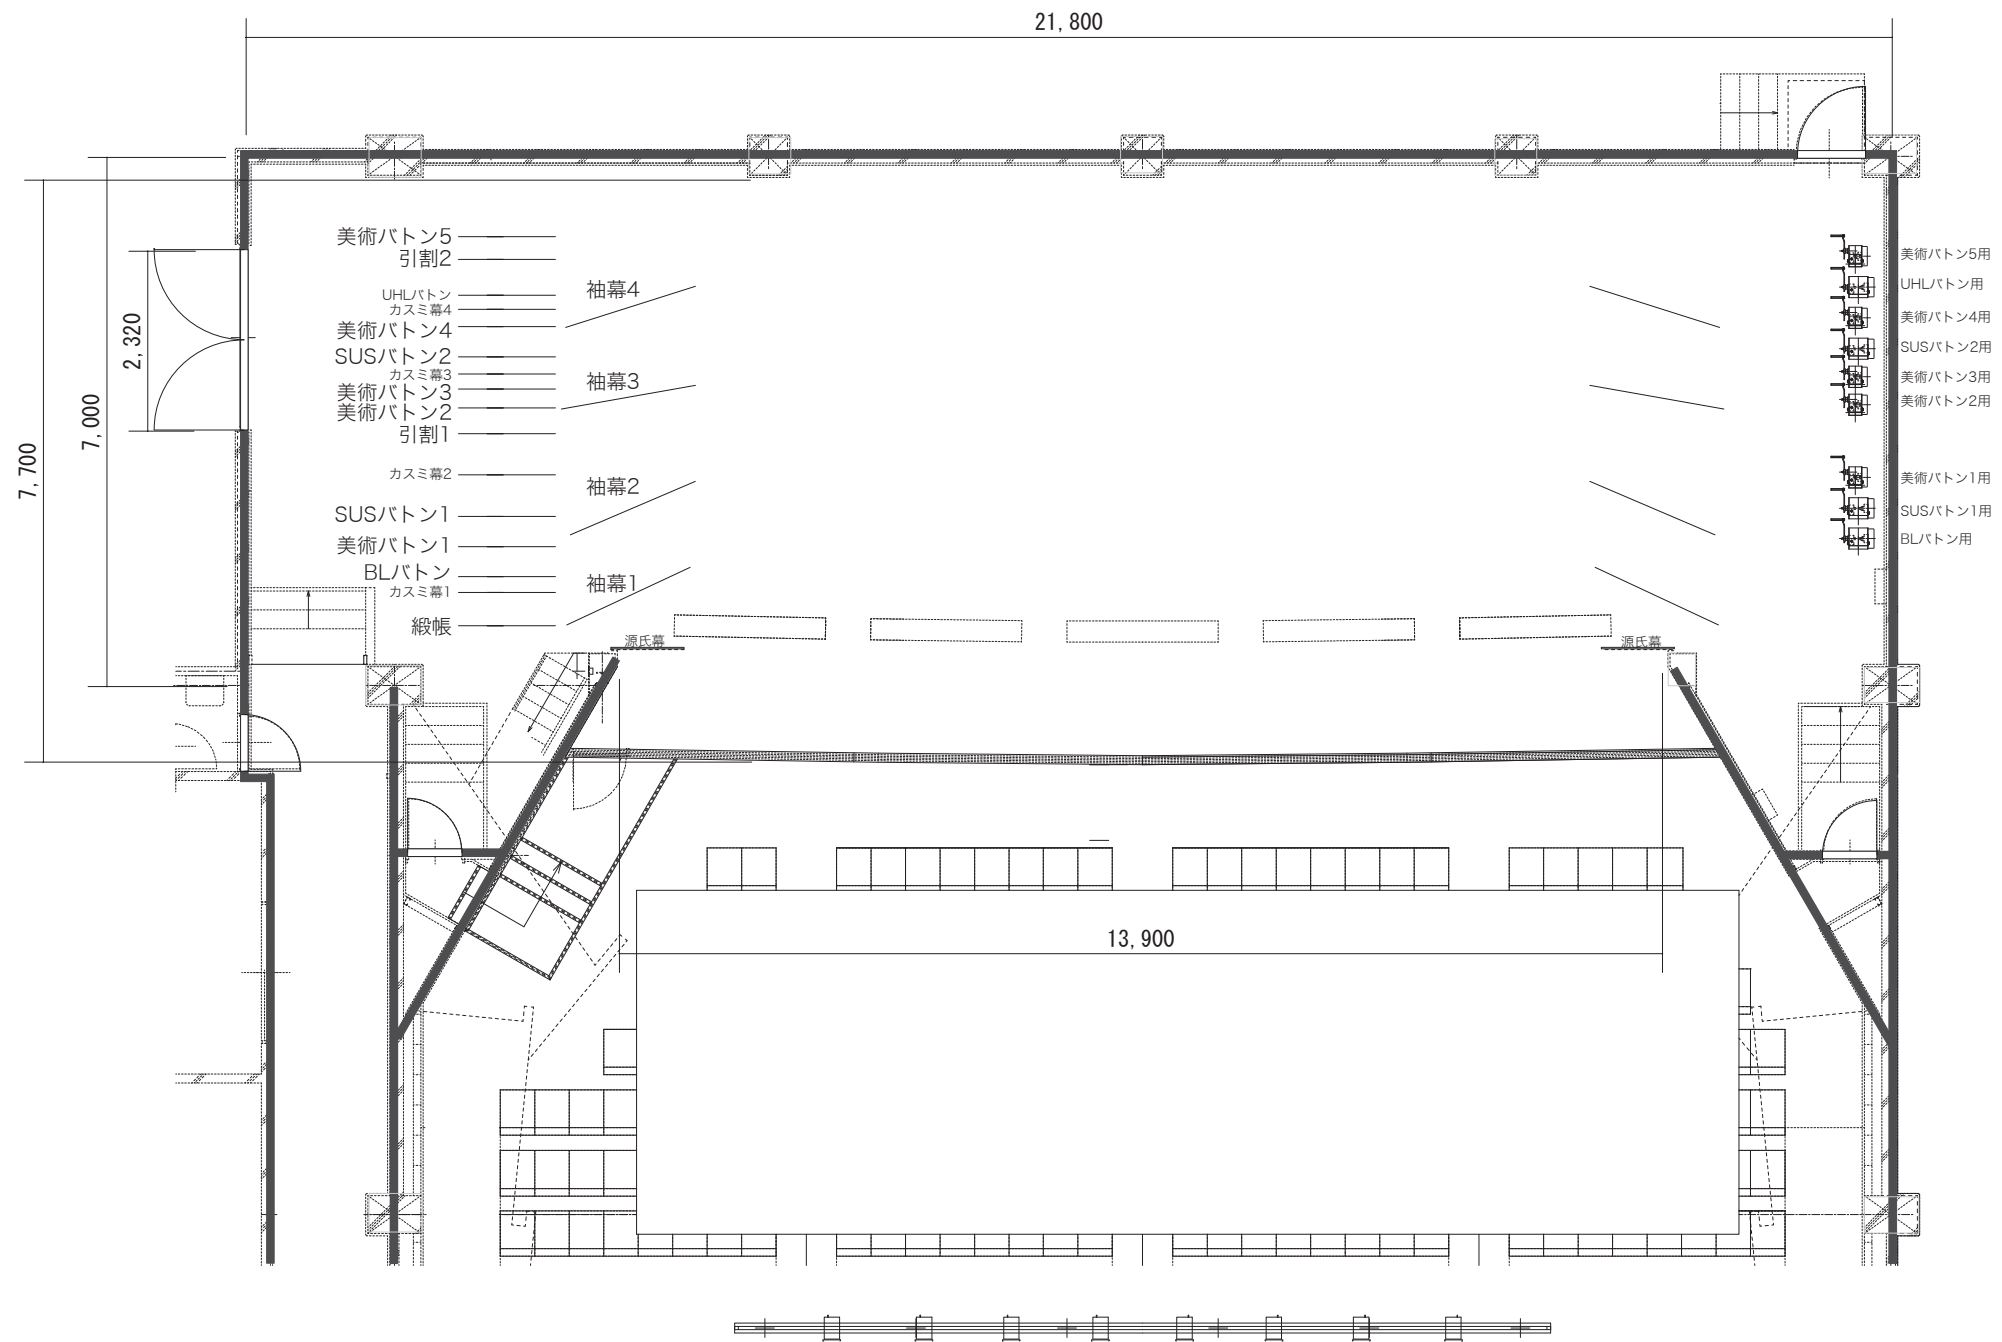 21,800
美術バトン5
引割2
UHLバトン
カスミ幕4
美術バトン4
SUSバトン2
カスミ幕3
美術バトン3
美術バトン2
引割1
カスミ幕2
SUSバトン1
美術バトン1
BLバトン
カスミ幕1
緞帳
袖幕4
袖幕3
袖幕2
袖幕1
源氏幕
源氏幕
美術バトン5用
UHLバトン用
美術バトン4用
SUSバトン2用
美術バトン3用
美術バトン2用
美術バトン1用
SUSバトン1用
BLバトン用
2,320
7,000
7,700
13,900